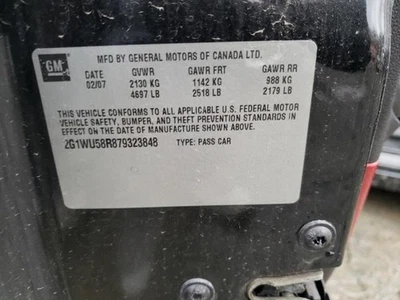 GM
MFD BY GENERAL MOTORS OF CANADA LTD.
DATE GVWR GAWR FRT GAWR RR
02/07 2130 KG 1142 KG 988 KG
4697 LB 2518 LB 2179 LB
THIS VEHICLE CONFORMS TO ALL APPLICABLE U.S. FEDERAL MOTOR
VEHICLE SAFETY, BUMPER, AND THEFT PREVENTION STANDARDS IN
EFFECT ON THE DATE OF MANUFACTURE SHOWN ABOVE.
2G1WU58R879323848 TYPE: PASS CAR